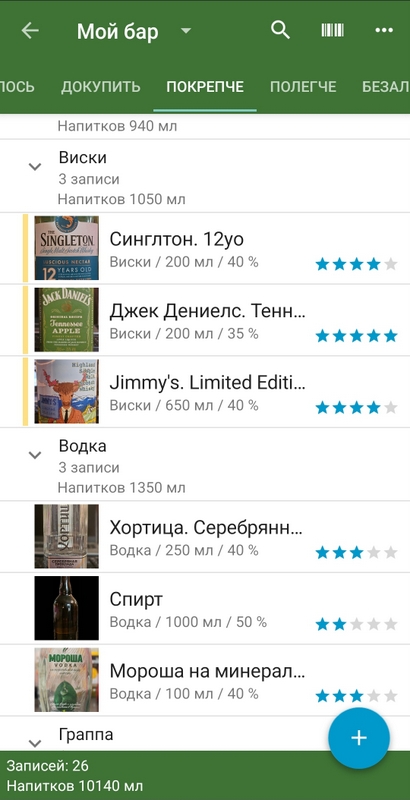 Мой бар
ЛОСЬ ДОКУПИТЬ ПОКРЕПЧЕ ПОЛЕГЧЕ БЕЗАЛ
Напитков 940 мл
Виски
3 записи
Напитков 1050 мл
THE
SINGLETON
12 YEARS OLD
Синглтон. 12yo
Виски / 200 мл / 40 %
JACK DANIEL'S
Tennessee
APPLE
Джек Дениелс. Тенн...
Виски / 200 мл / 35 %
Highland
Jimmy's. Limited Editi...
Виски / 650 мл / 40 %
Водка
3 записи
Напитков 1350 мл
Хортиця
Хортица. Серебрянн...
Водка / 250 мл / 40 %
Спирт
Водка / 1000 мл / 50 %
МОРОША
VODKA
Мороша на минерал...
Водка / 100 мл / 40 %
Граппа
Записей: 26
Напитков 10140 мл